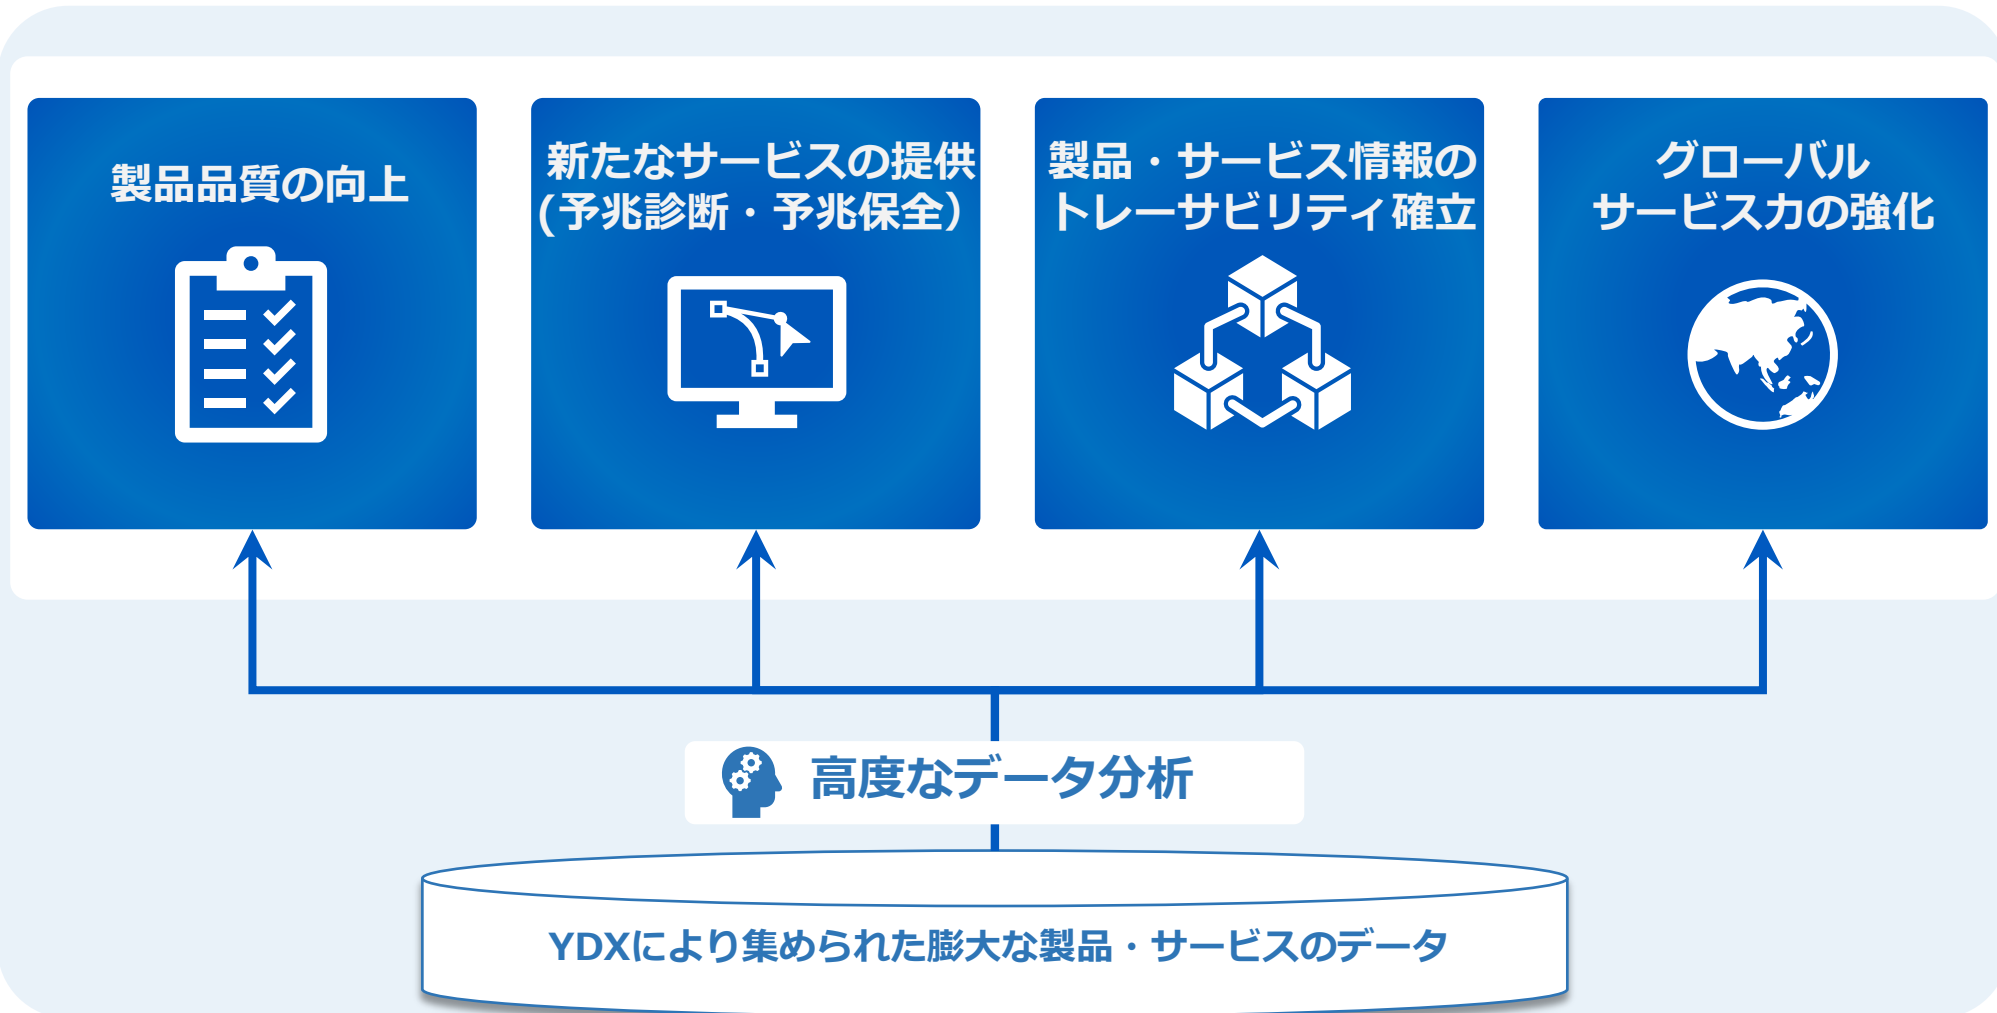 製品品質の向上
新たなサービスの提供
(予兆診断・予兆保全）
製品・サービス情報の
トレーサビリティ確立
グローバル
サービス力の強化
高度なデータ分析
YDXにより集められた膨大な製品・サービスのデータ